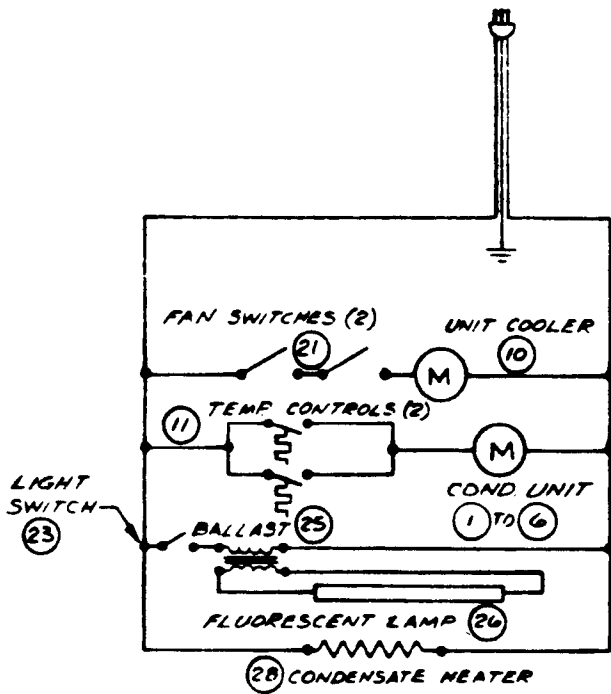 FAN SWITCHES (2)
21
UNIT COOLER
10
M
11
TEMP CONTROLS (2)
M
COND. UNIT
1 TO 6
LIGHT
SWITCH
23
BALLAST 25
FLUORESCENT LAMP 26
28 CONDENSATE HEATER